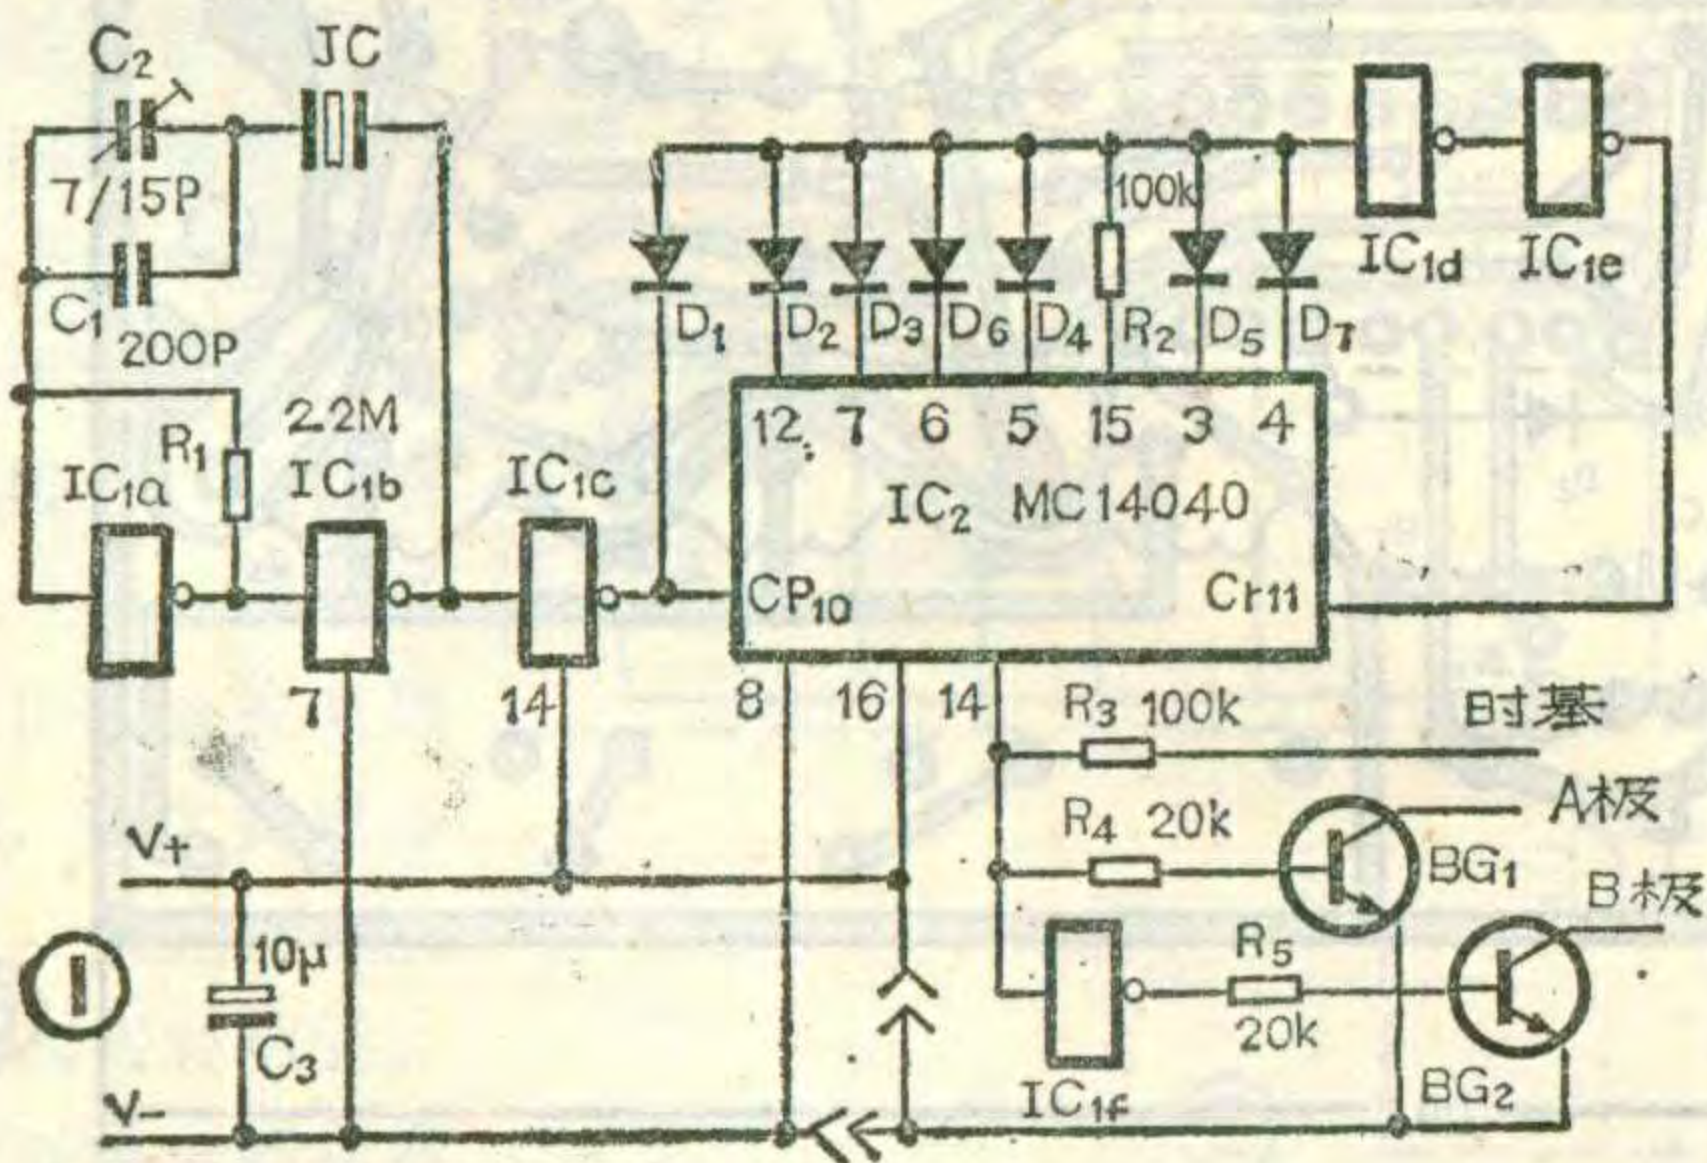 C2 JC
7/15P
C1 200P
R1 2.2M
IC1a IC1b IC1c
7 14
100k
IC1d IC1e
D1 D2 D3 D6 D4 R2 D5 D7
12 7 6 5 15 3 4
IC2 MC14040
CP10 Cr11
8 16 14
R3 100k 时基
R4 20k A极
BG1
B极
R5
20k
IC1f BG2
V+
10μ
C3
V-
1